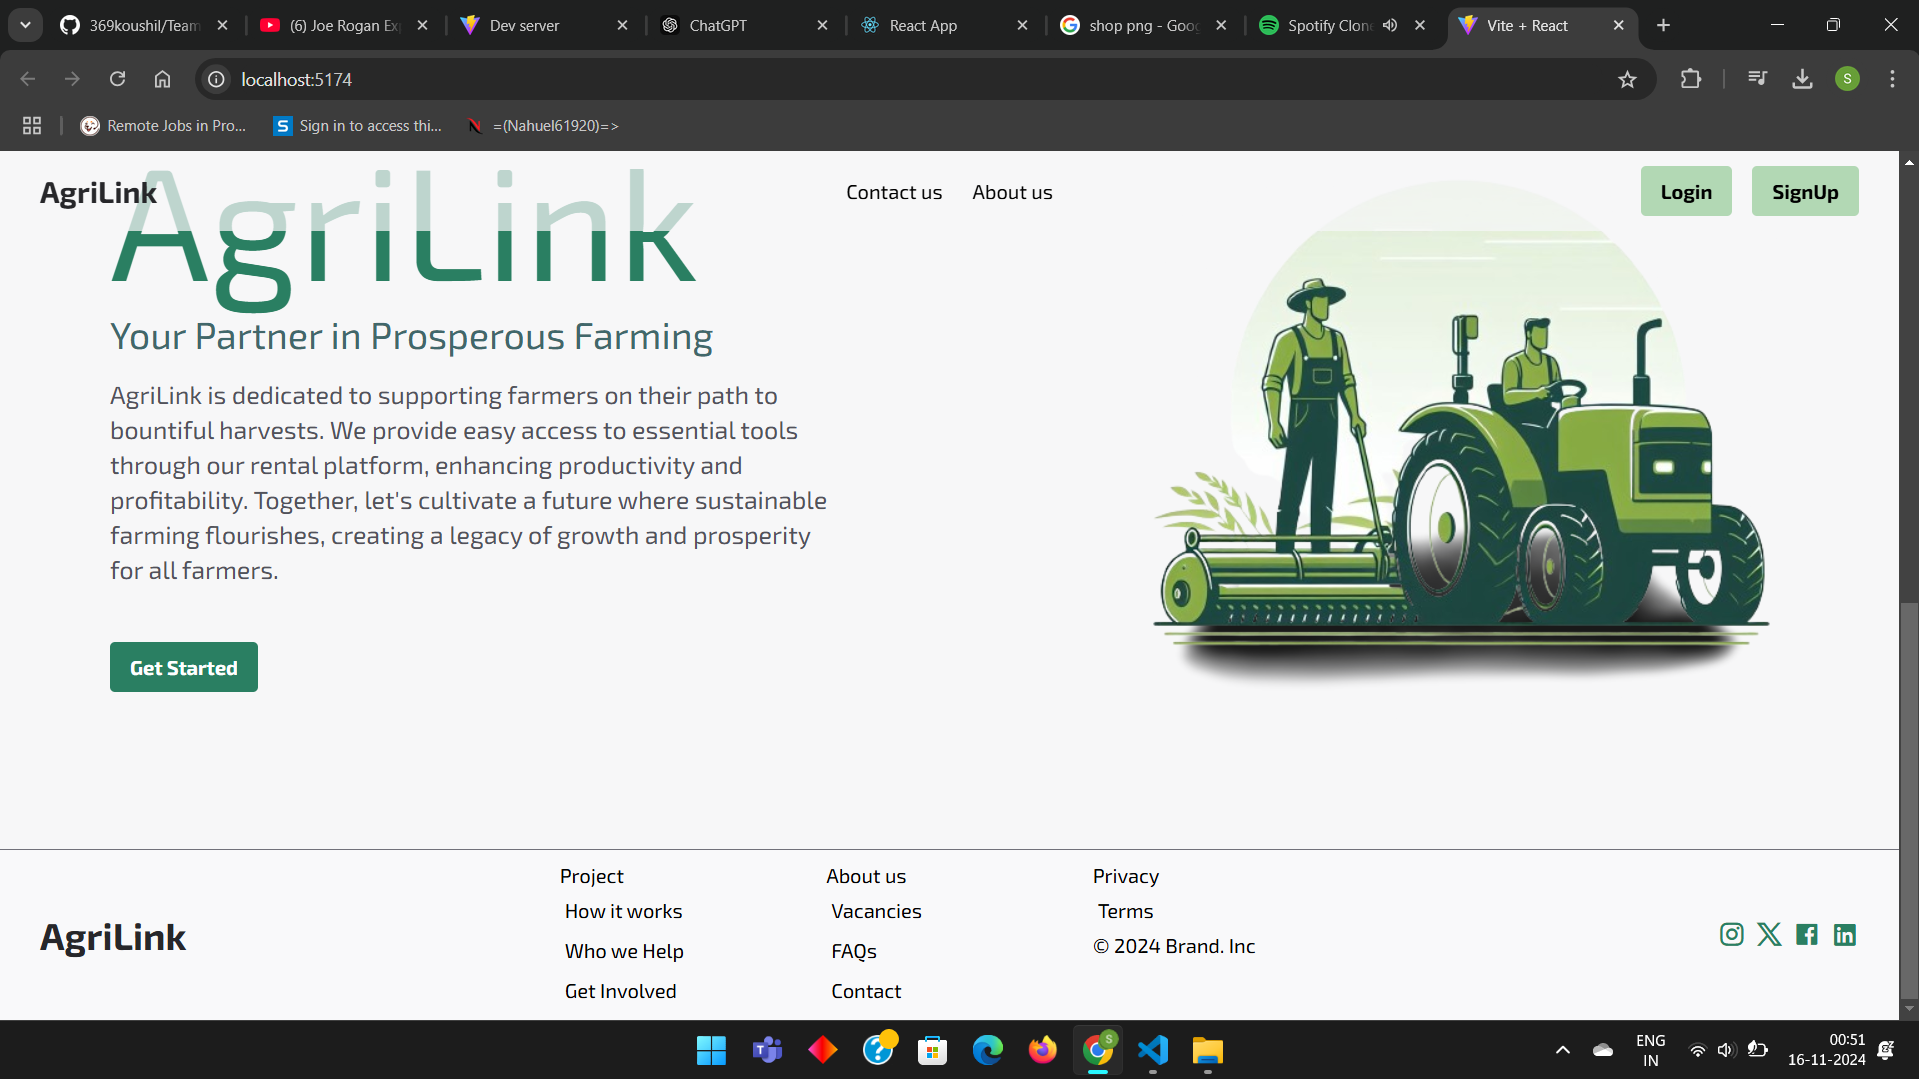 369koushil/Team
(6) Joe Rogan Ex
Dev server
ChatGPT
React App
shop png - Goog
Spotify Clone
Vite + React
localhost:5174
S
Remote Jobs in Pro...
S
Sign in to access thi...
N
=(Nahuel61920)=>
AgriLink
Contact us
About us
Login
SignUp
AgriLink
Your Partner in Prosperous Farming
AgriLink is dedicated to supporting farmers on their path to
bountiful harvests. We provide easy access to essential tools
through our rental platform, enhancing productivity and
profitability. Together, let's cultivate a future where sustainable
farming flourishes, creating a legacy of growth and prosperity
for all farmers.
Get Started
Project
About us
Privacy
How it works
Vacancies
Terms
AgriLink
Who we Help
FAQs
© 2024 Brand. Inc
Get Involved
Contact
S
ENG
IN
00:51
16-11-2024